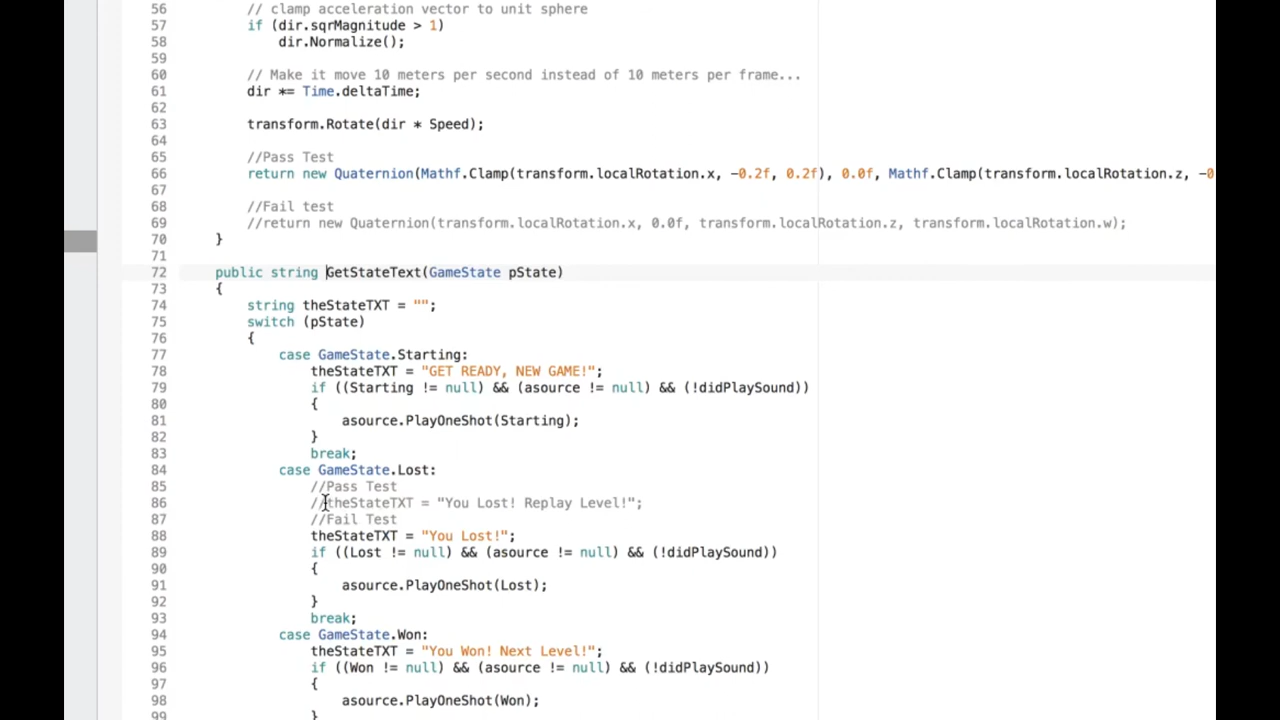 56 // clamp acceleration vector to unit sphere
57 if (dir.sqrMagnitude > 1)
58 dir.Normalize();
59
60 // Make it move 10 meters per second instead of 10 meters per frame...
61 dir *= Time.deltaTime;
62
63 transform.Rotate(dir * Speed);
64
65 //Pass Test
66 return new Quaternion(Mathf.Clamp(transform.localRotation.x, -0.2f, 0.2f), 0.0f, Mathf.Clamp(transform.localRotation.z, -0
67
68 //Fail test
69 //return new Quaternion(transform.localRotation.x, 0.0f, transform.localRotation.z, transform.localRotation.w);
70 }
71
72 public string GetStateText(GameState pState)
73 {
74 string theStateTXT = "";
75 switch (pState)
76 {
77 case GameState.Starting:
78 theStateTXT = "GET READY, NEW GAME!";
79 if ((Starting != null) && (asource != null) && (!didPlaySound))
80 {
81 asource.PlayOneShot(Starting);
82 }
83 break;
84 case GameState.Lost:
85 //Pass Test
86 //theStateTXT = "You Lost! Replay Level!";
87 //Fail Test
88 theStateTXT = "You Lost!";
89 if ((Lost != null) && (asource != null) && (!didPlaySound))
90 {
91 asource.PlayOneShot(Lost);
92 }
93 break;
94 case GameState.Won:
95 theStateTXT = "You Won! Next Level!";
96 if ((Won != null) && (asource != null) && (!didPlaySound))
97 {
98 asource.PlayOneShot(Won);
99 }